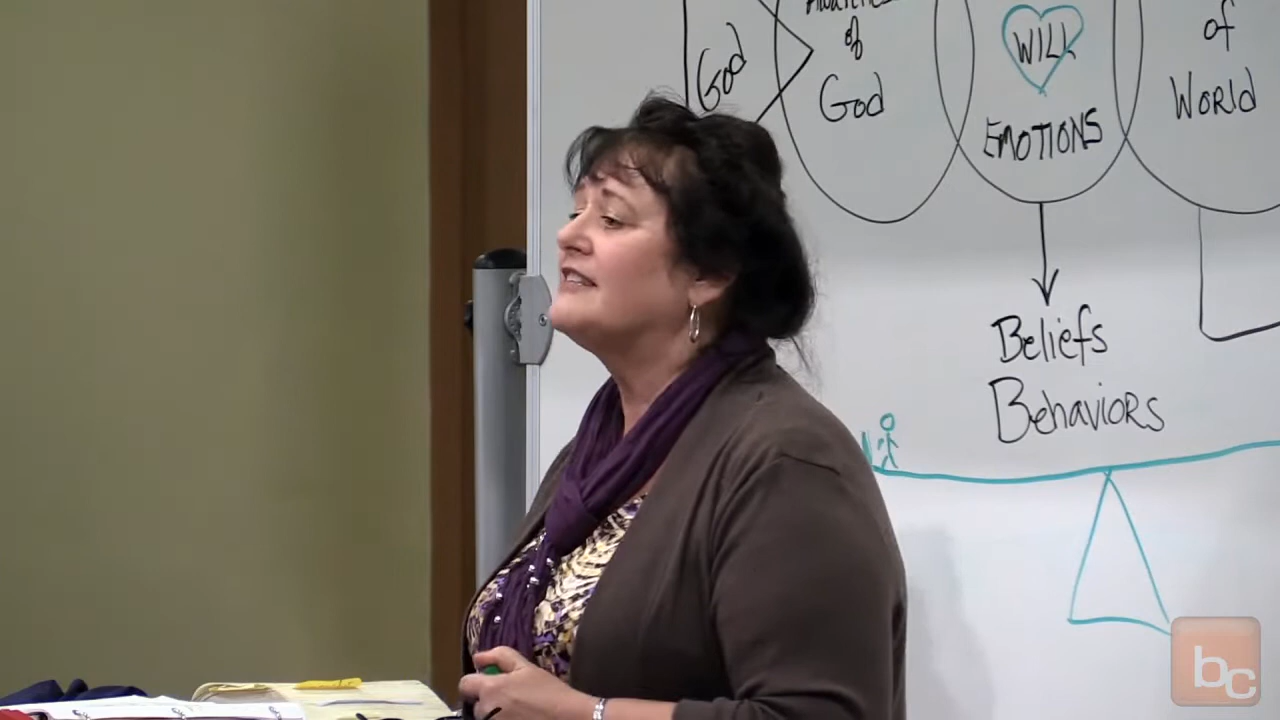 God
of
God
WILL
EMOTIONS
of
WORld
Beliefs
BehaviORS
bc